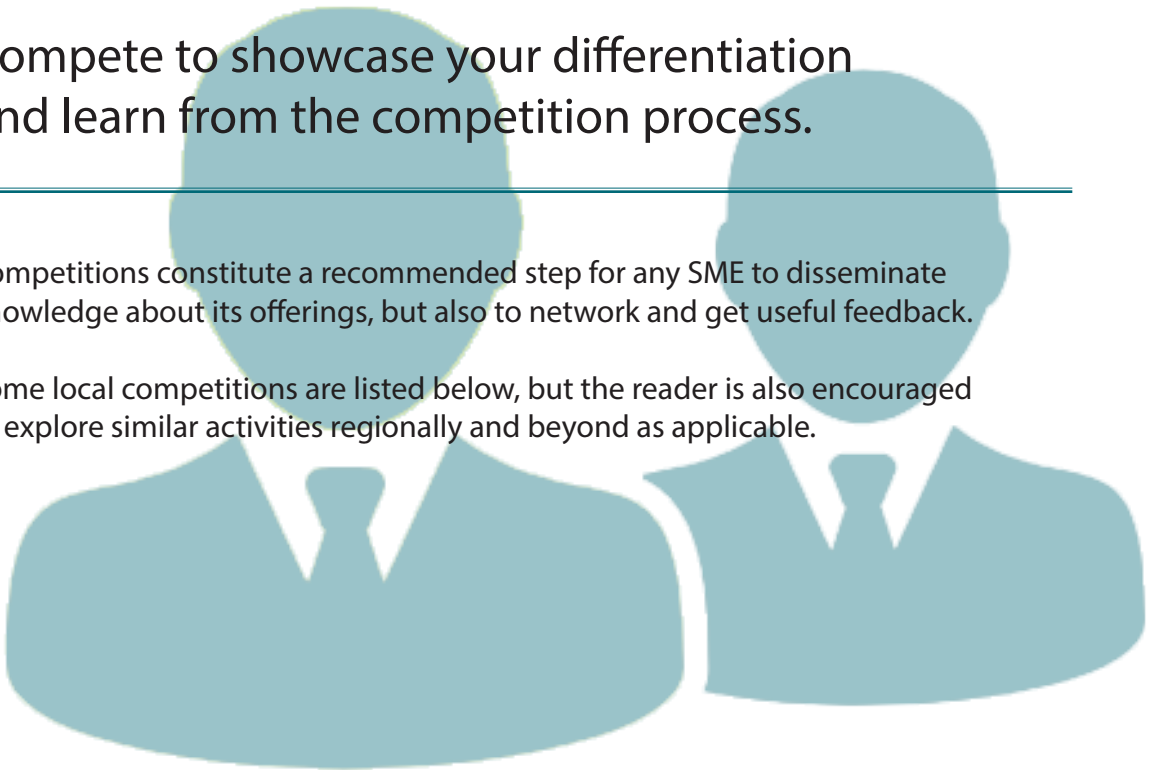 ompete to showcase your differentiation
nd learn from the competition process.
ompetitions constitute a recommended step for any SME to disseminate
owledge about its offerings, but also to network and get useful feedback.
ome local competitions are listed below, but the reader is also encouraged
explore similar activities regionally and beyond as applicable.